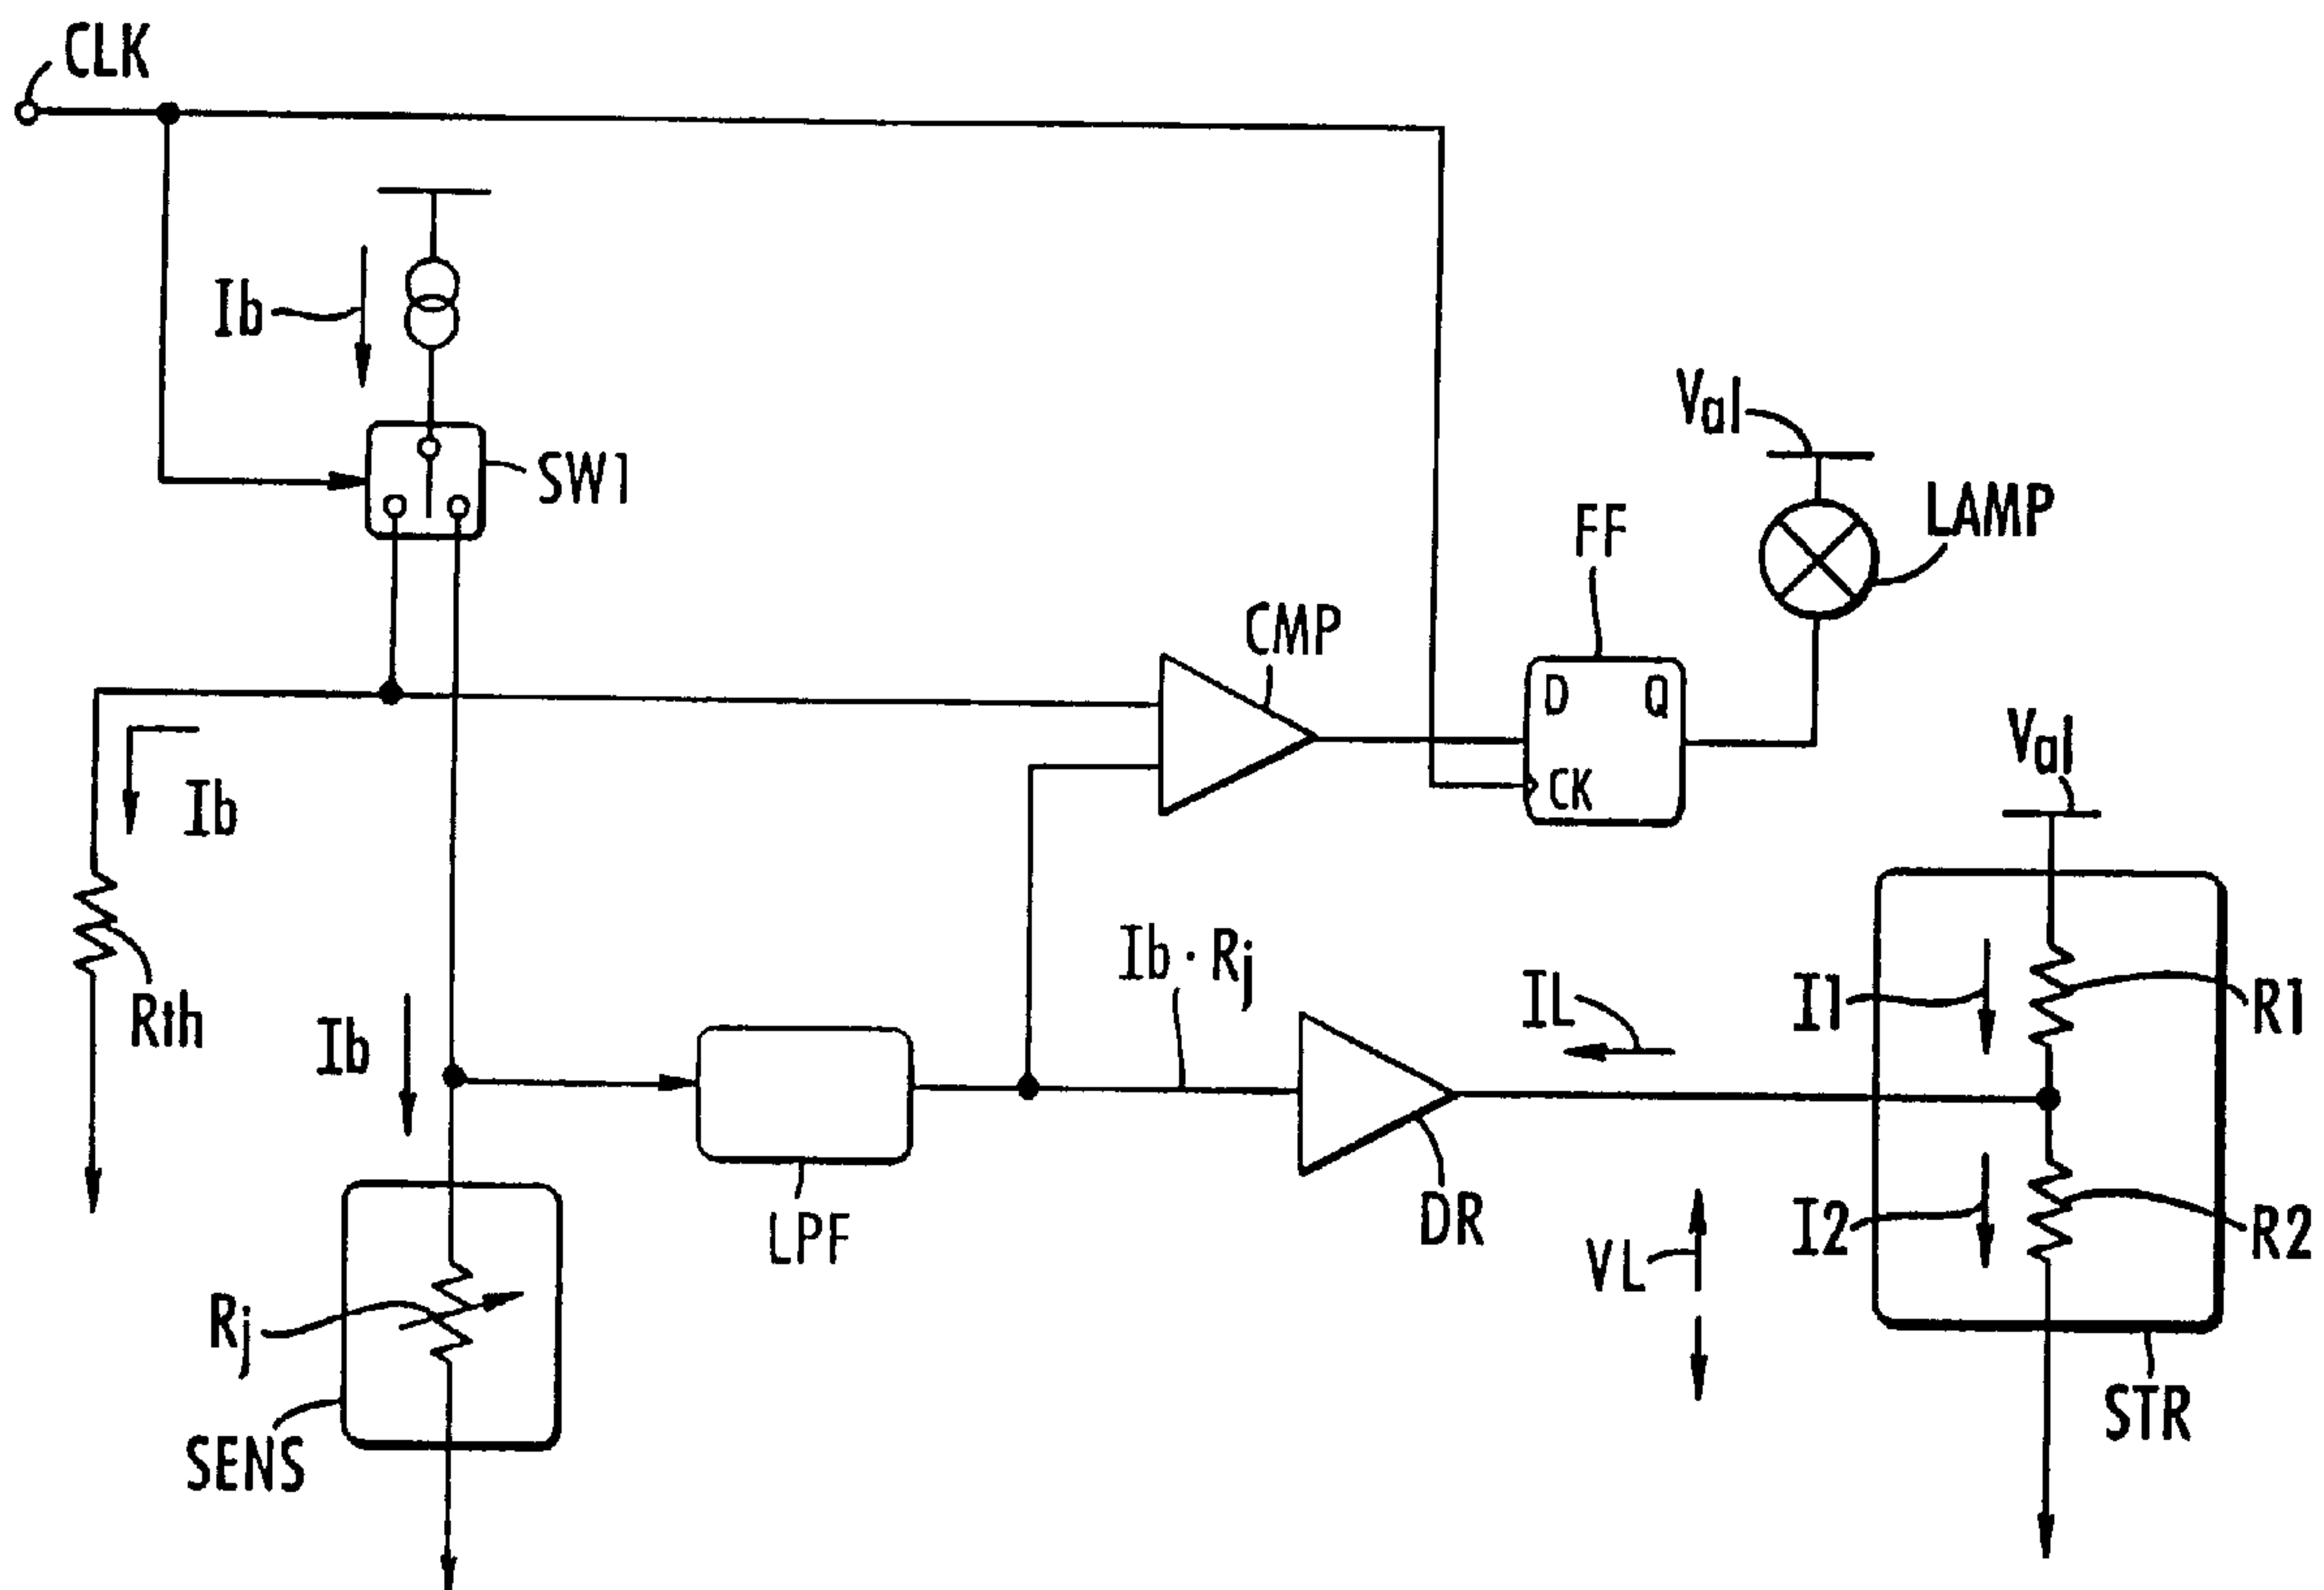 CLK
Ib
SW1
Val
LAMP
FF
CMP
D Q
CK
Ib
Val
Rth
Ib
Ib · Rj
IL
I1
R1
LPF
DR
VL
I2
R2
Rj
SENS
STR